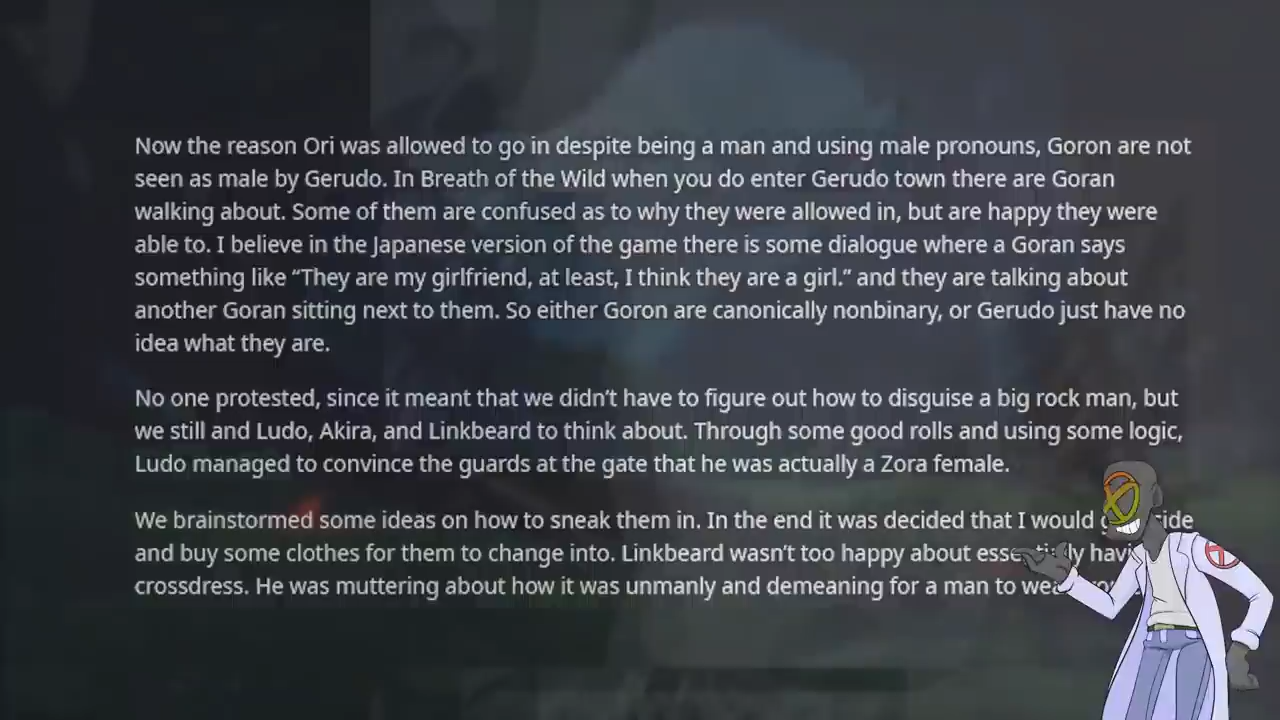 Now the reason Ori was allowed to go in despite being a man and using male pronouns, Goron are not
seen as male by Gerudo. In Breath of the Wild when you do enter Gerudo town there are Goran
walking about. Some of them are confused as to why they were allowed in, but are happy they were
able to. I believe in the Japanese version of the game there is some dialogue where a Goran says
something like “They are my girlfriend, at least, I think they are a girl.” and they are talking about
another Goran sitting next to them. So either Goron are canonically nonbinary, or Gerudo just have no
idea what they are.
No one protested, since it meant that we didn’t have to figure out how to disguise a big rock man, but
we still and Ludo, Akira, and Linkbeard to think about. Through some good rolls and using some logic,
Ludo managed to convince the guards at the gate that he was actually a Zora female.
We brainstormed some ideas on how to sneak them in. In the end it was decided that I would
and buy some clothes for them to change into. Linkbeard wasn’t too happy about essentially
crossdress. He was muttering about how it was unmanly and demeaning for a man to